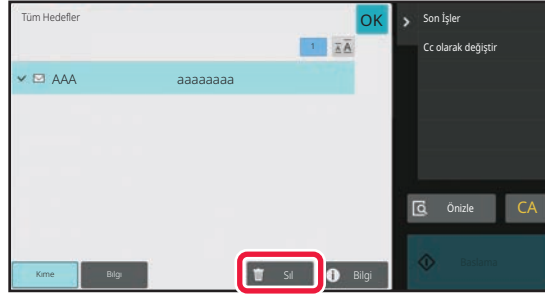 Tüm Hedefler
OK
1
AAA aaaaaaaa
Kime
Bilgi
Sil
Bilgi
Son İşler
Cc olarak değiştir
Önizle
CA